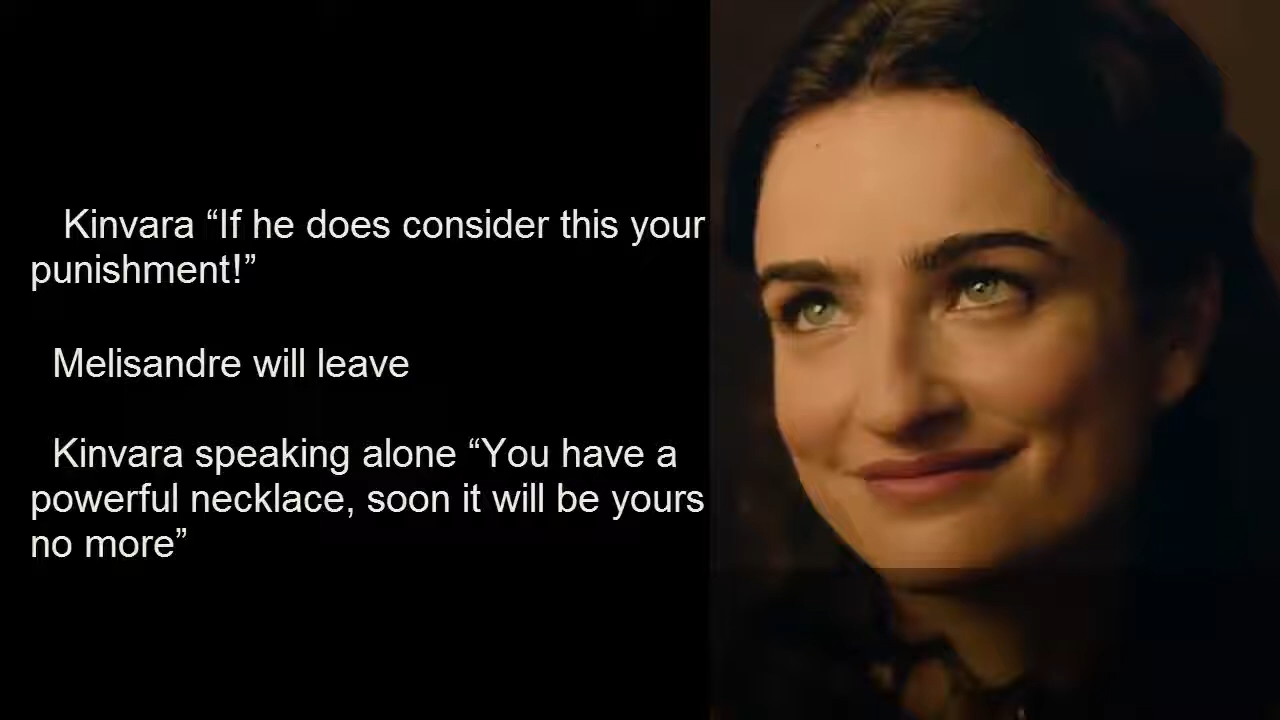 Kinvara “If he does consider this your
punishment!”
Melisandre will leave
Kinvara speaking alone “You have a
powerful necklace, soon it will be yours
no more”